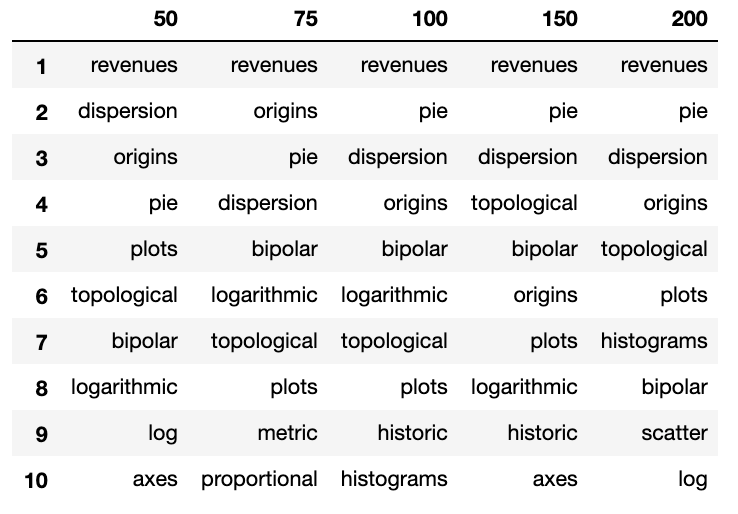 50 75 100 150 200
1 revenues revenues revenues revenues revenues
2 dispersion origins pie pie pie
3 origins pie dispersion dispersion dispersion
4 pie dispersion origins topological origins
5 plots bipolar bipolar bipolar topological
6 topological logarithmic logarithmic origins plots
7 bipolar topological topological plots histograms
8 logarithmic plots plots logarithmic bipolar
9 log metric historic historic scatter
10 axes proportional histograms axes log